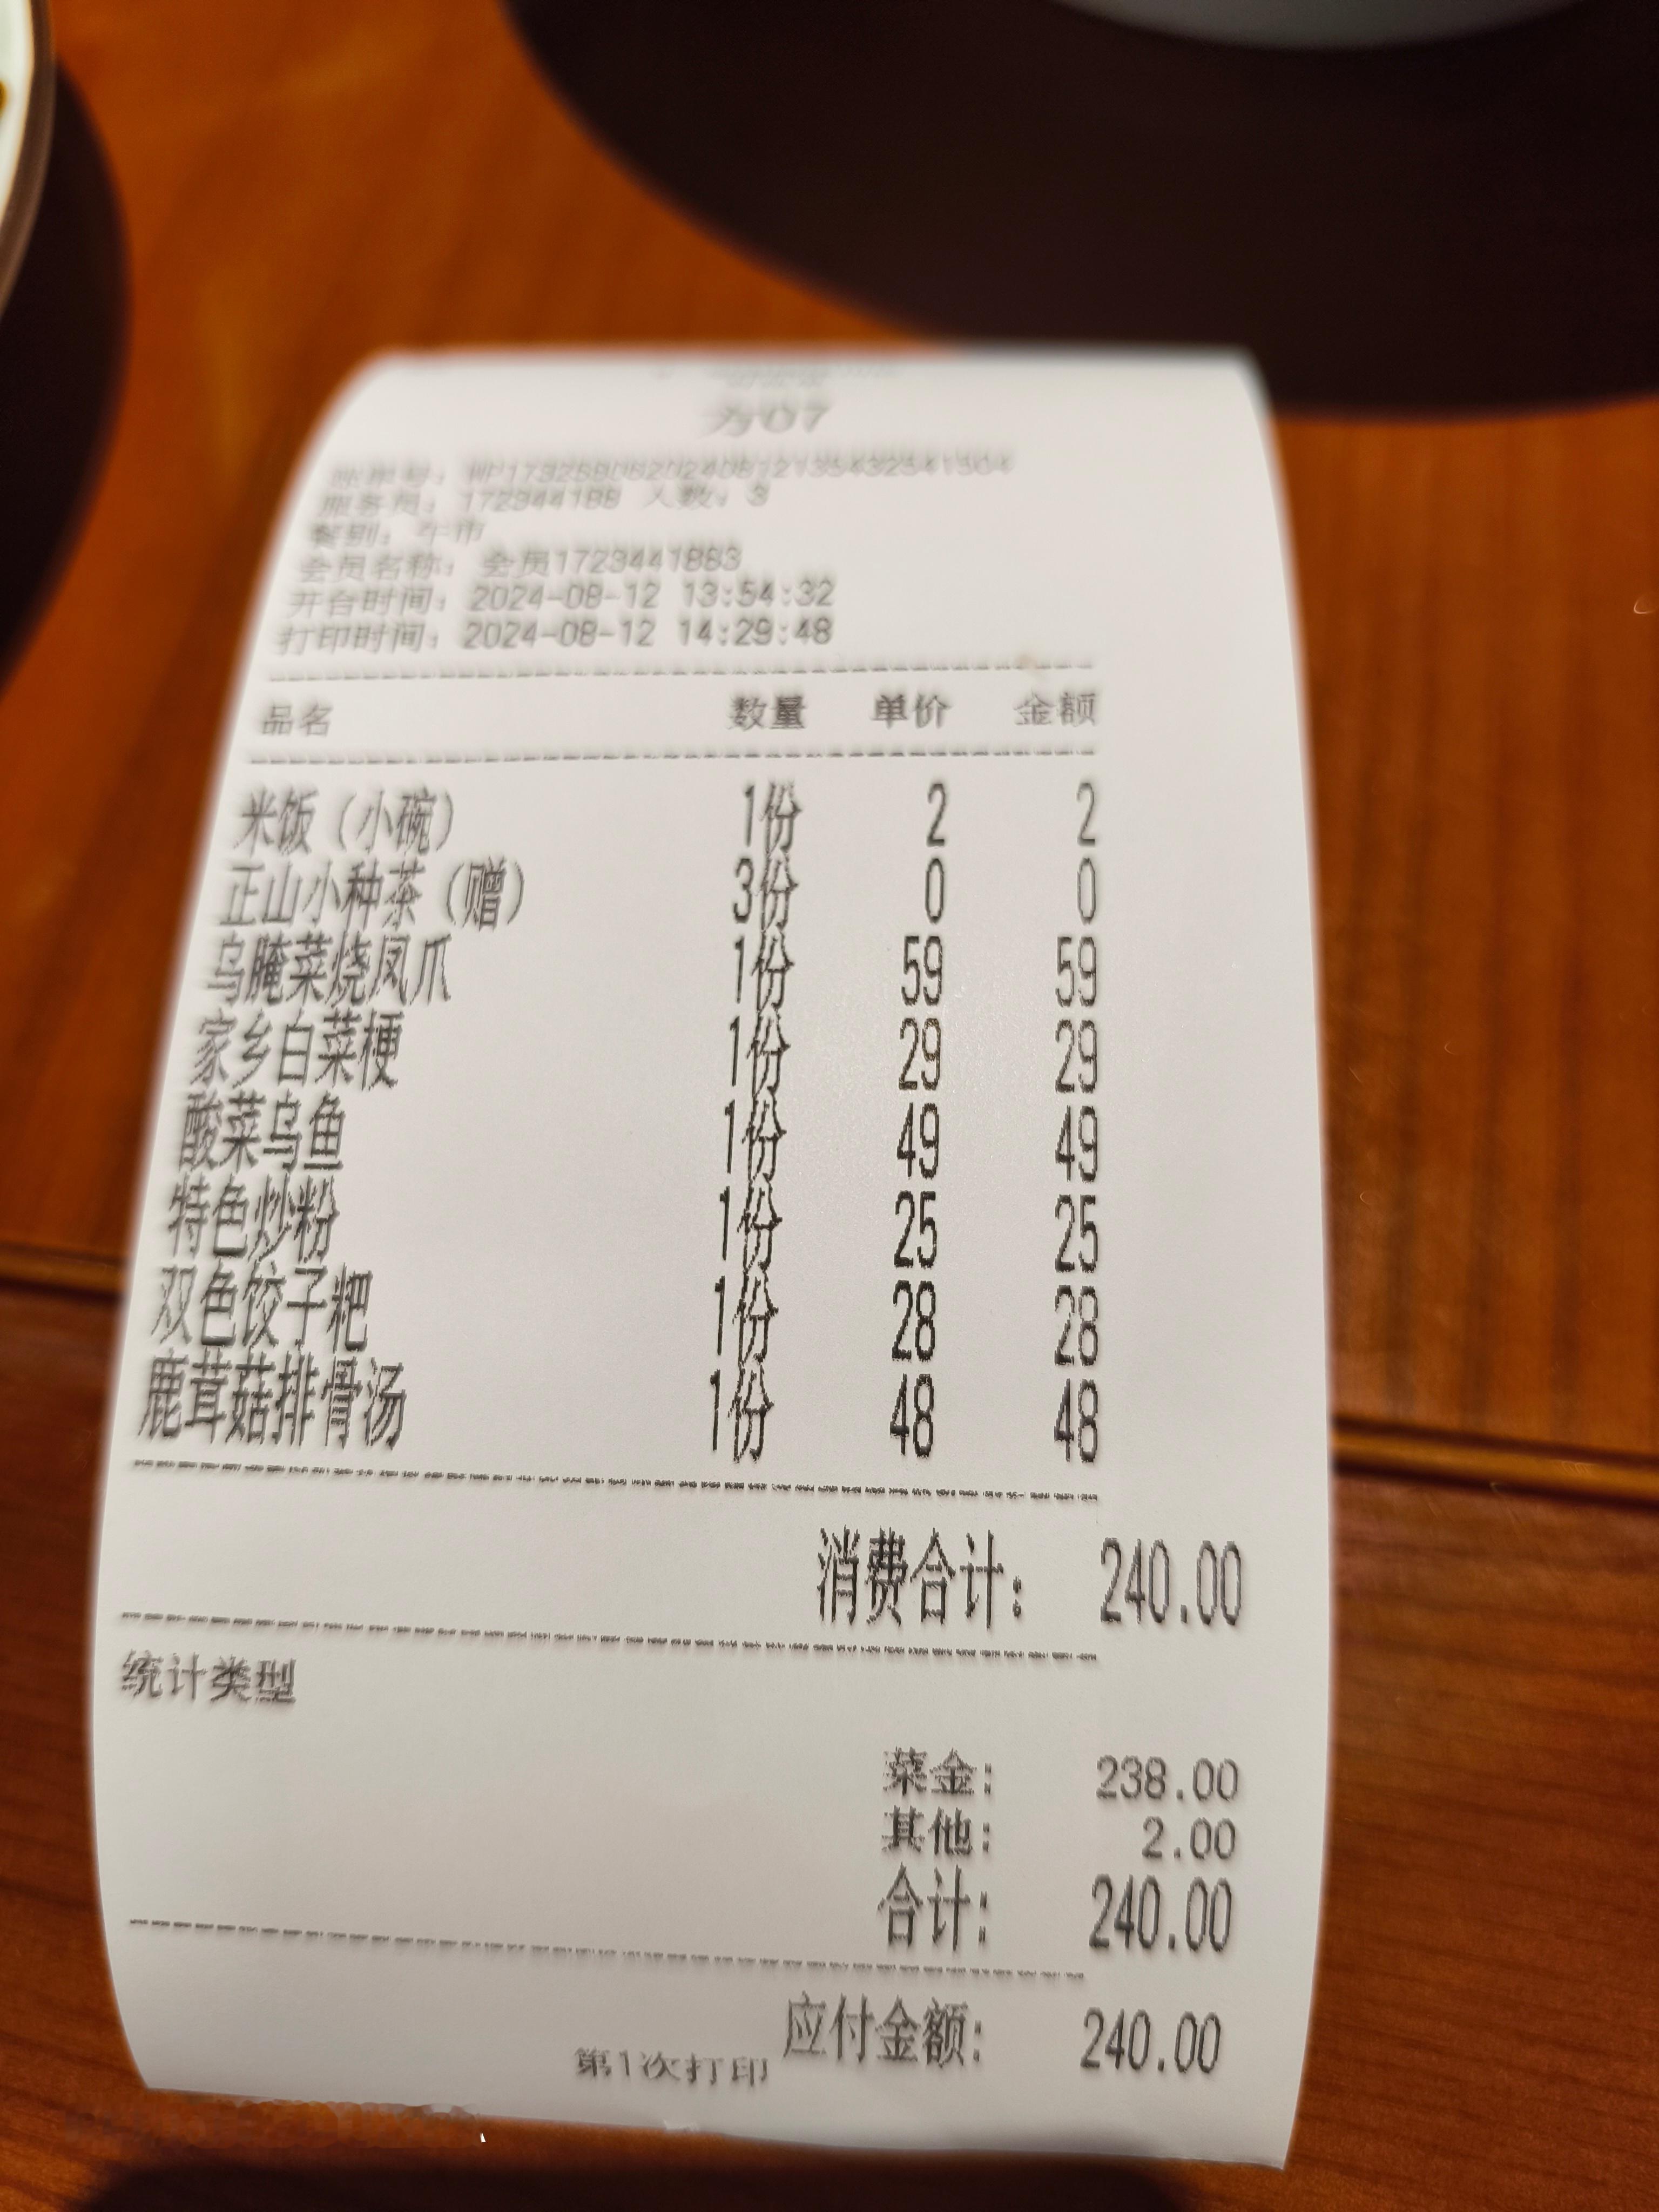 方07
服务员：172944188 人数：3
餐别：午市
会员名称：会员1723441883
开台时间：2024-08-12 13:54:32
打印时间：2024-08-12 14:29:48
品名 数量 单价 金额
米饭（小碗） 1份 2 2
正山小种茶（赠） 3份 0 0
乌腌菜烧凤爪 1份 59 59
家乡白菜梗 1份 29 29
酸菜乌鱼 1份 49 49
特色炒粉 1份 25 25
双色饺子粑 1份 28 28
鹿茸菇排骨汤 1份 48 48
消费合计： 240.00
统计类型
菜金： 238.00
其他： 2.00
合计： 240.00
应付金额： 240.00
第1次打印